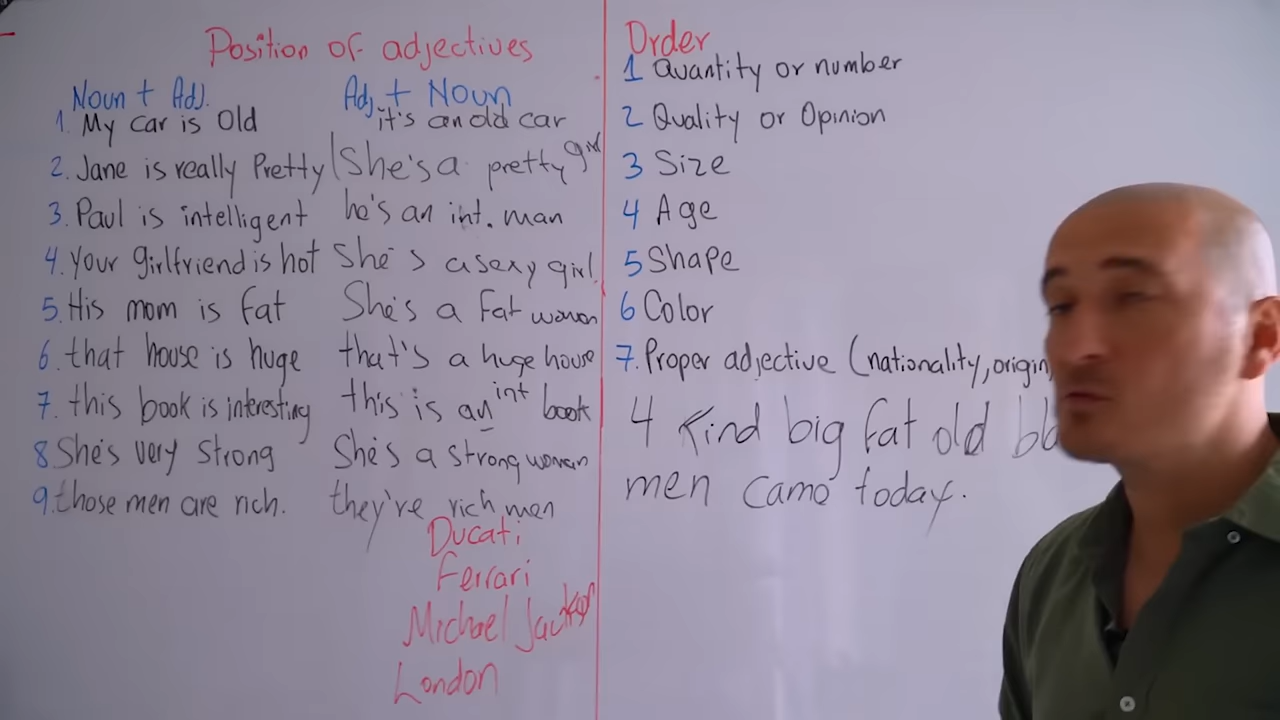 Position of adjectives
Noun + Adj.
1. My car is old
2. Jane is really Pretty
3. Paul is intelligent
4. Your girlfriend is hot
5. His mom is fat
6. that house is huge
7. this book is interesting
8 She's very strong
9. those men are rich.
Adj + Noun
it's an old car
She's a pretty girl
he's an int. man
She's a sexy girl.
She's a fat woman
that's a huge house
this is an int book
She's a strong woman
they're rich men
Ducati
Ferrari
Michael Jackson
London
Order
1 Quantity or number
2 Quality or Opinion
3 Size
4 Age
5 Shape
6 Color
7. Proper adjective (nationality, origin
4 kind big fat old
men came today.